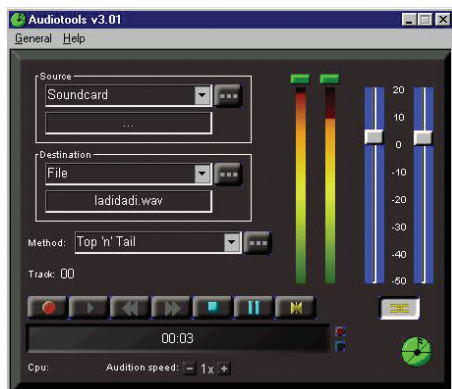 Audiotools v3.01
General Help
Source
Soundcard
...
Destination
File
ladidadi.wav
Method: Top 'n' Tail
Track: 00
00:03
Cpu: Audition speed: - 1x +
20
10
0
-10
-20
-30
-40
-50